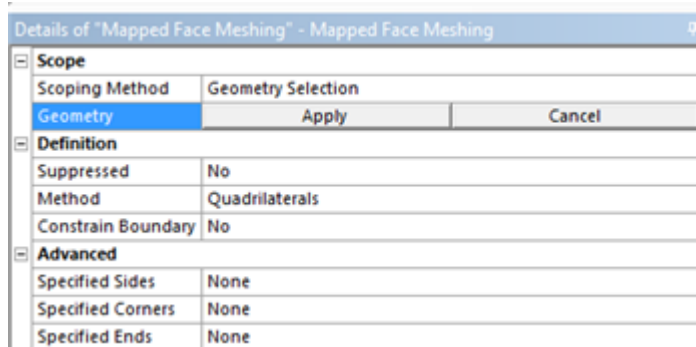 Details of "Mapped Face Meshing" - Mapped Face Meshing
Scope
Scoping Method Geometry Selection
Geometry Apply Cancel
Definition
Suppressed No
Method Quadrilaterals
Constrain Boundary No
Advanced
Specified Sides None
Specified Corners None
Specified Ends None